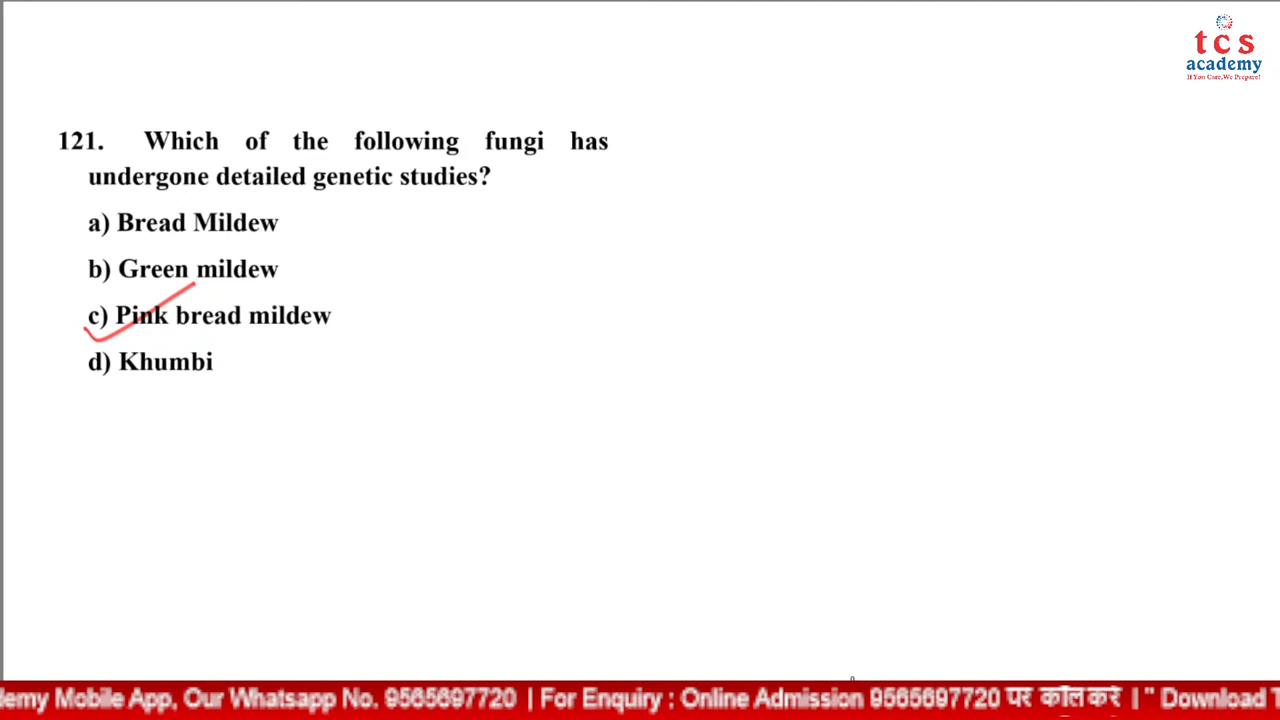 tcs
academy
If You Care,We Prepare!
121. Which of the following fungi has
undergone detailed genetic studies?
a) Bread Mildew
b) Green mildew
c) Pink bread mildew
d) Khumbi
demy Mobile App, Our Whatsapp No. 9565697720 | For Enquiry : Online Admission 9565697720 पर कॉल करें | " Download T